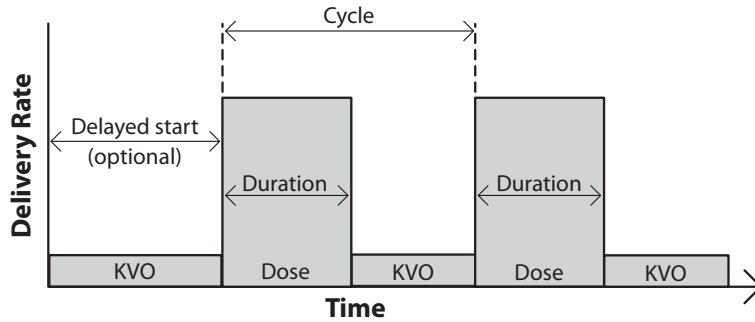 Cycle
Delivery Rate
Delayed start
(optional)
Duration
Duration
KVO
Dose
KVO
Dose
KVO
Time